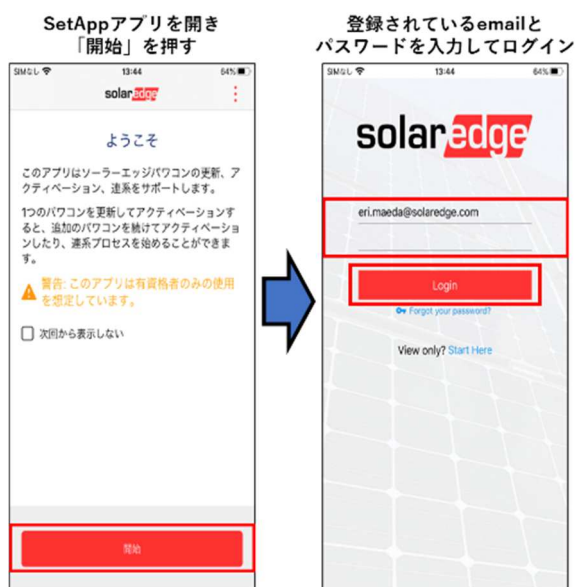 SetAppアプリを開き
「開始」を押す
SIMなし 13:44 64%
solaredge
ようこそ
このアプリはソーラーエッジパワコンの更新、ア
クティベーション、連系をサポートします。
1つのパワコンを更新してアクティベーションす
ると、追加のパワコンを続けてアクティベーショ
ンしたり、連系プロセスを始めることができま
す。
警告: このアプリは有資格者のみの使用
を想定しています。
次回から表示しない
開始
登録されているemailと
パスワードを入力してログイン
SIMなし 13:44 64%
solaredge
eri.maeda@solaredge.com
Login
Forgot your password?
View only? Start Here